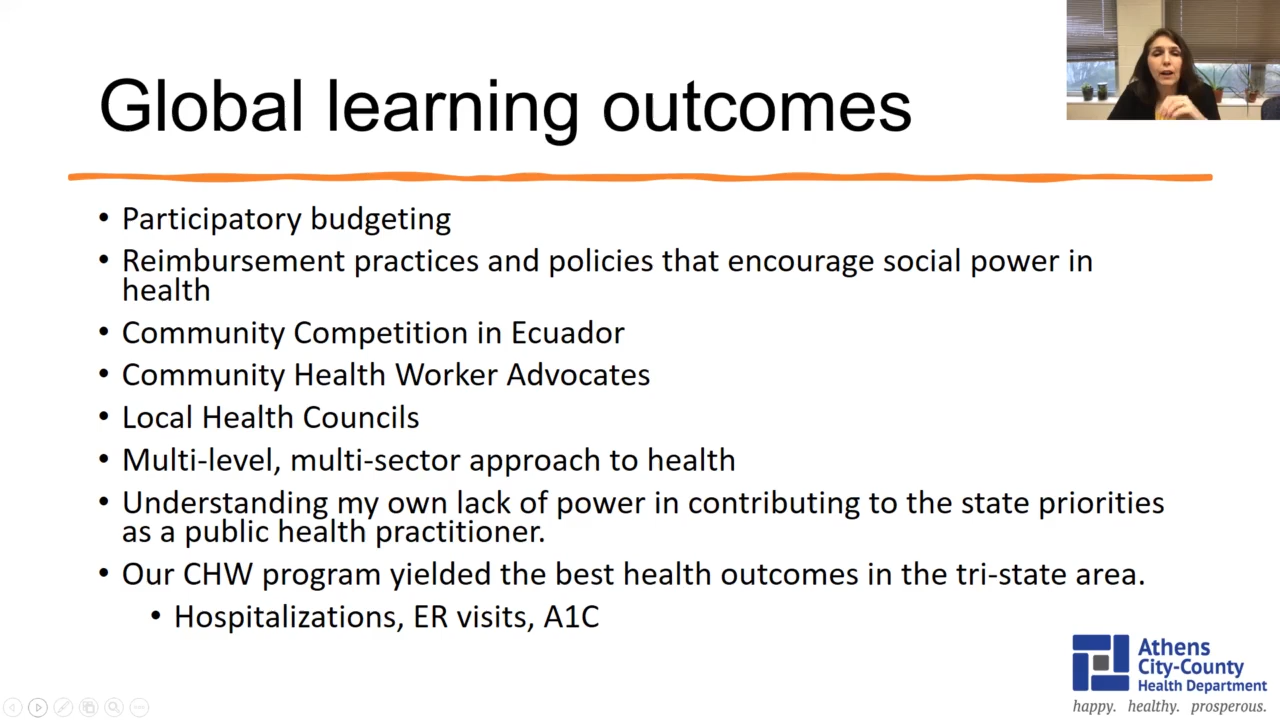 Global learning outcomes
• Participatory budgeting
• Reimbursement practices and policies that encourage social power in
health
• Community Competition in Ecuador
• Community Health Worker Advocates
• Local Health Councils
• Multi-level, multi-sector approach to health
• Understanding my own lack of power in contributing to the state priorities
as a public health practitioner.
• Our CHW program yielded the best health outcomes in the tri-state area.
• Hospitalizations, ER visits, A1C
Athens
City-County
Health Department
happy. healthy. prosperous.